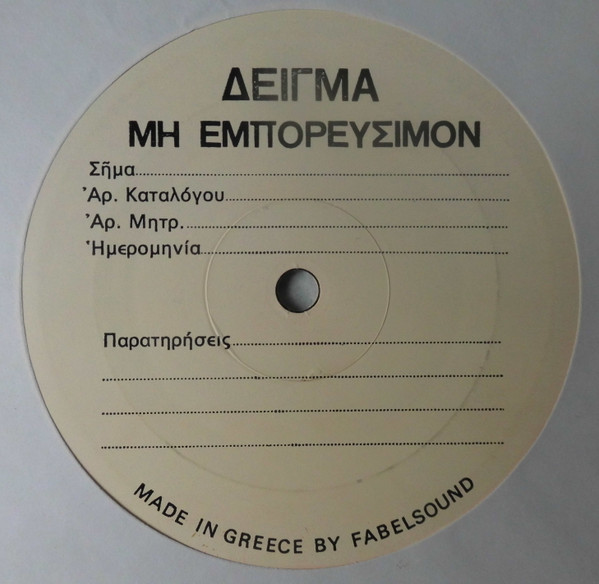 ΔΕΙΓΜΑ
ΜΗ ΕΜΠΟΡΕΥΣΙΜΟΝ
Σῆμα
Ἀρ. Καταλόγου
Ἀρ. Μητρ.
Ἡμερομηνία
Παρατηρήσεις
MADE IN GREECE BY FABELSOUND